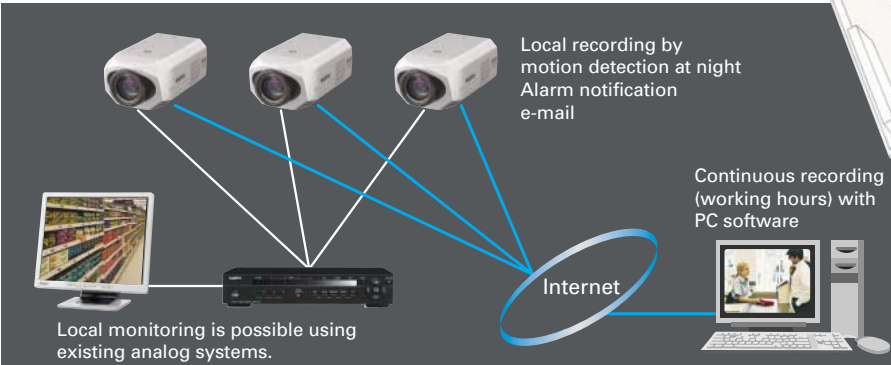 Local recording by
motion detection at night
Alarm notification
e-mail
Continuous recording
(working hours) with
PC software
Internet
Local monitoring is possible using
existing analog systems.